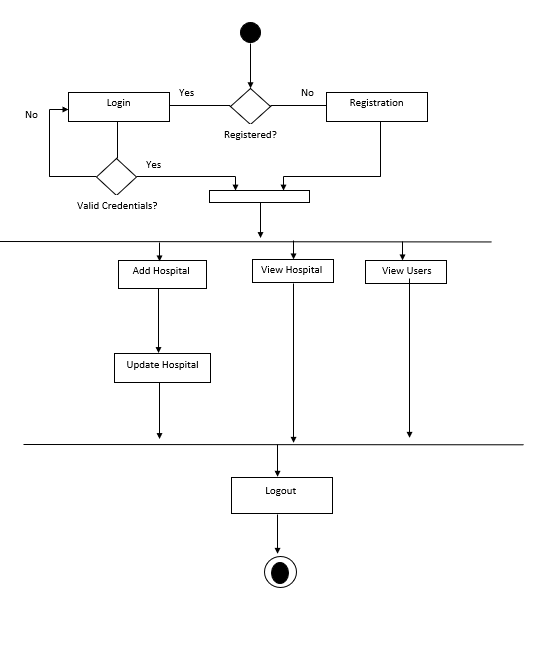 Yes
No
Login
Registration
No
Registered?
Yes
Valid Credentials?
Add Hospital
View Hospital
View Users
Update Hospital
Logout